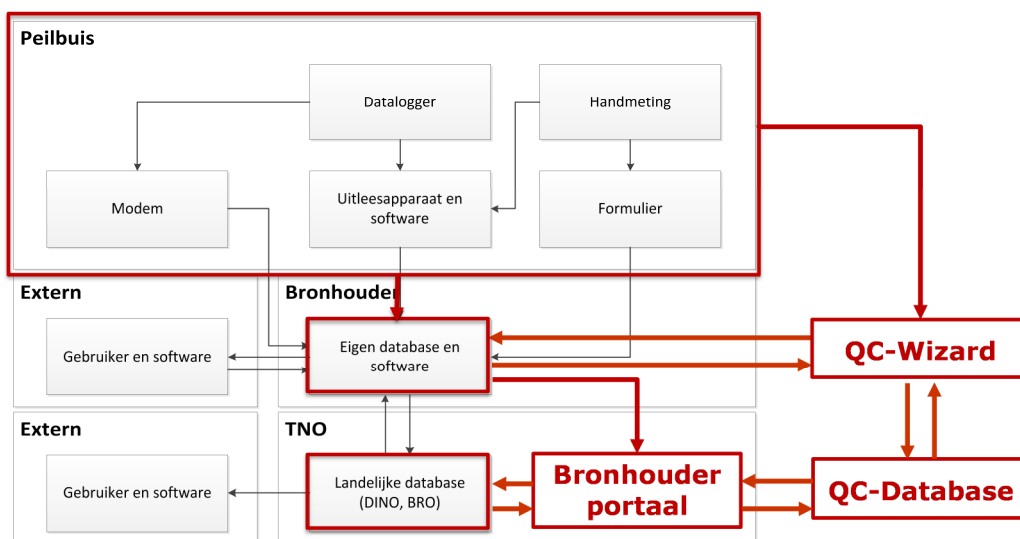 Peilbuis
Datalogger
Handmeting
Modem
Uitleesapparaat en
software
Formulier
Extern
Bronhouder
Gebruiker en software
Eigen database en
software
QC-Wizard
Extern
TNO
Gebruiker en software
Landelijke database
(DINO, BRO)
Bronhouder
portaal
QC-Database